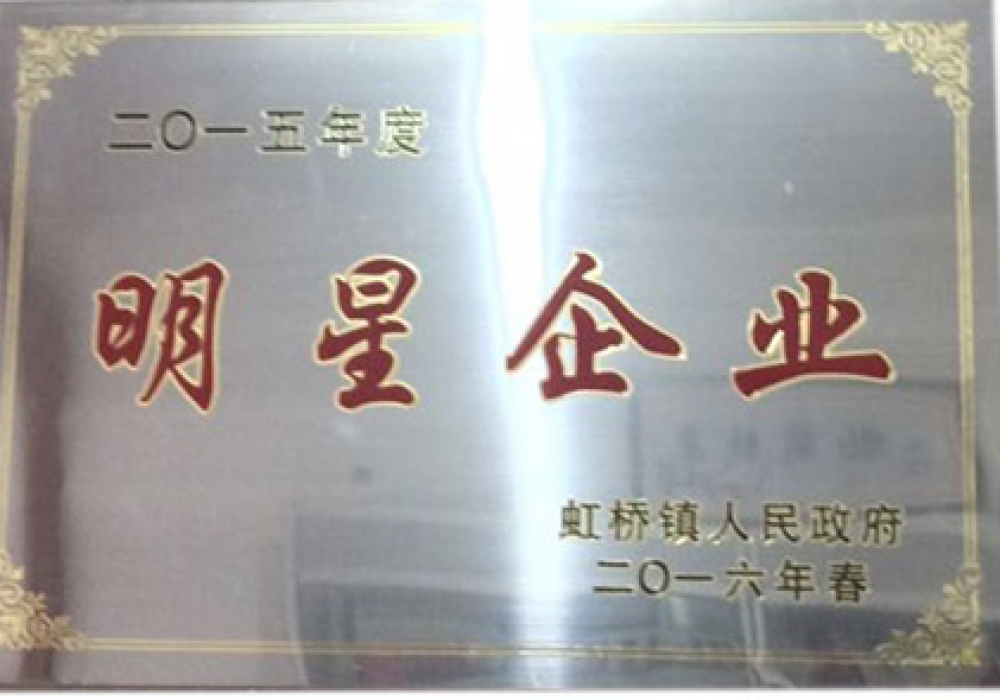 二〇一五年度
明星企业
虹桥镇人民政府
二〇一六年春